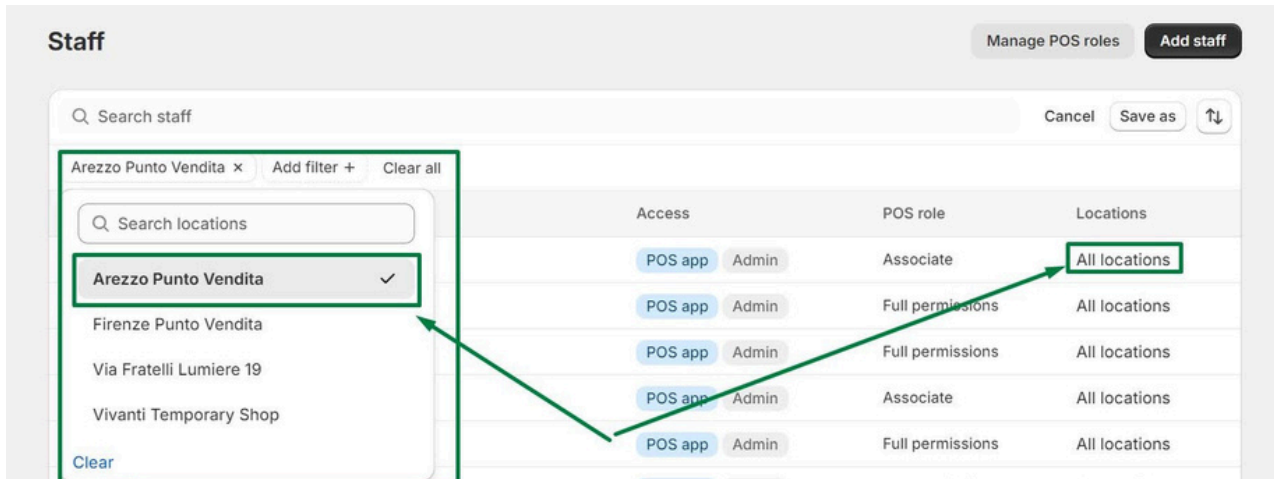 Staff
Manage POS roles
Add staff
Search staff
Cancel
Save as
Arezzo Punto Vendita ×
Add filter +
Clear all
Search locations
Access
POS role
Locations
Arezzo Punto Vendita
POS app Admin Associate All locations
Firenze Punto Vendita
POS app Admin Full permissions All locations
Via Fratelli Lumiere 19
POS app Admin Full permissions All locations
Vivanti Temporary Shop
POS app Admin Associate All locations
Clear
POS app Admin Full permissions All locations